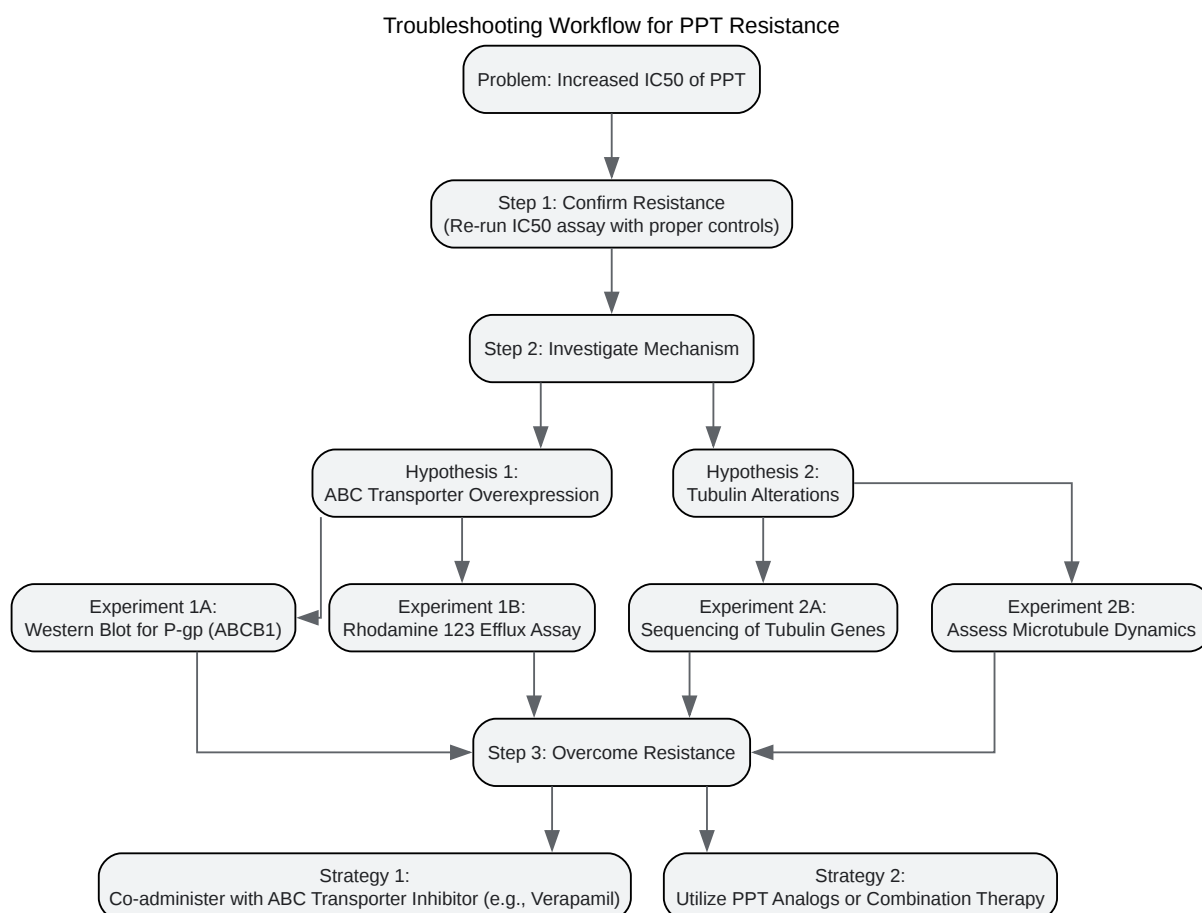 Troubleshooting Workflow for PPT Resistance
Problem: Increased IC50 of PPT
Step 1: Confirm Resistance
(Re-run IC50 assay with proper controls)
Step 2: Investigate Mechanism
Hypothesis 1:
ABC Transporter Overexpression
Hypothesis 2:
Tubulin Alterations
Experiment 1A:
Western Blot for P-gp (ABCB1)
Experiment 1B:
Rhodamine 123 Efflux Assay
Experiment 2A:
Sequencing of Tubulin Genes
Experiment 2B:
Assess Microtubule Dynamics
Step 3: Overcome Resistance
Strategy 1:
Co-administer with ABC Transporter Inhibitor (e.g., Verapamil)
Strategy 2:
Utilize PPT Analogs or Combination Therapy